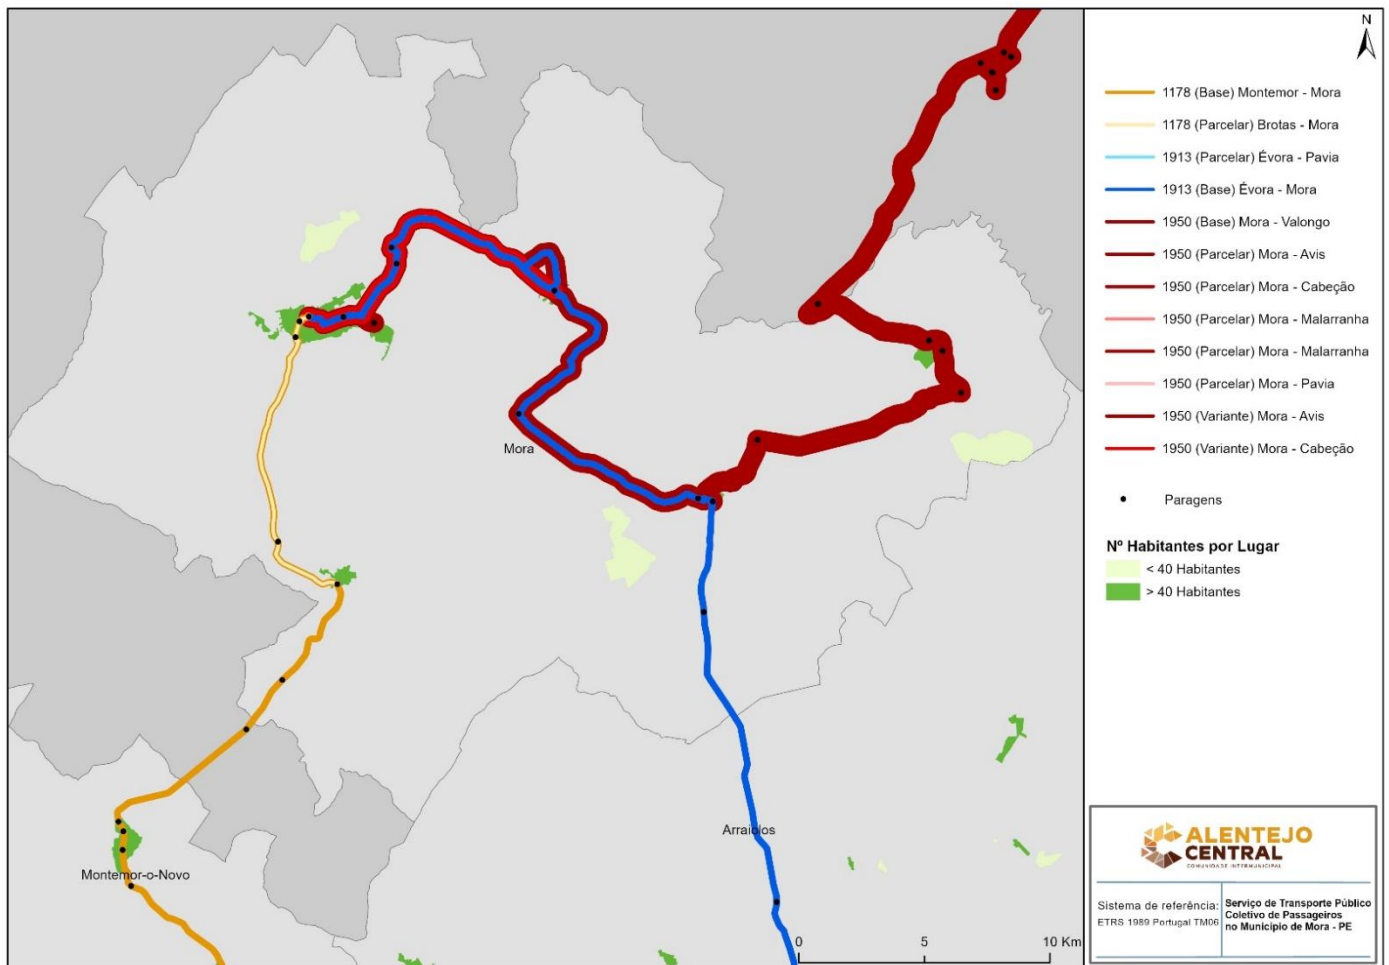 N
1178 (Base) Montemor - Mora
1178 (Parcelar) Brotas - Mora
1913 (Parcelar) Évora - Pavia
1913 (Base) Évora - Mora
1950 (Base) Mora - Valongo
1950 (Parcelar) Mora - Avis
1950 (Parcelar) Mora - Cabeção
1950 (Parcelar) Mora - Malarranha
1950 (Parcelar) Mora - Malarranha
1950 (Parcelar) Mora - Pavia
1950 (Variante) Mora - Avis
1950 (Variante) Mora - Cabeção
Paragens
Nº Habitantes por Lugar
< 40 Habitantes
> 40 Habitantes
Mora
Arraiolos
Montemor-o-Novo
0 5 10 Km
ALENTEJO
CENTRAL
COMUNIDADE INTERMUNICIPAL
Sistema de referência:
ETRS 1989 Portugal TM06
Serviço de Transporte Público
Coletivo de Passageiros
no Município de Mora - PE